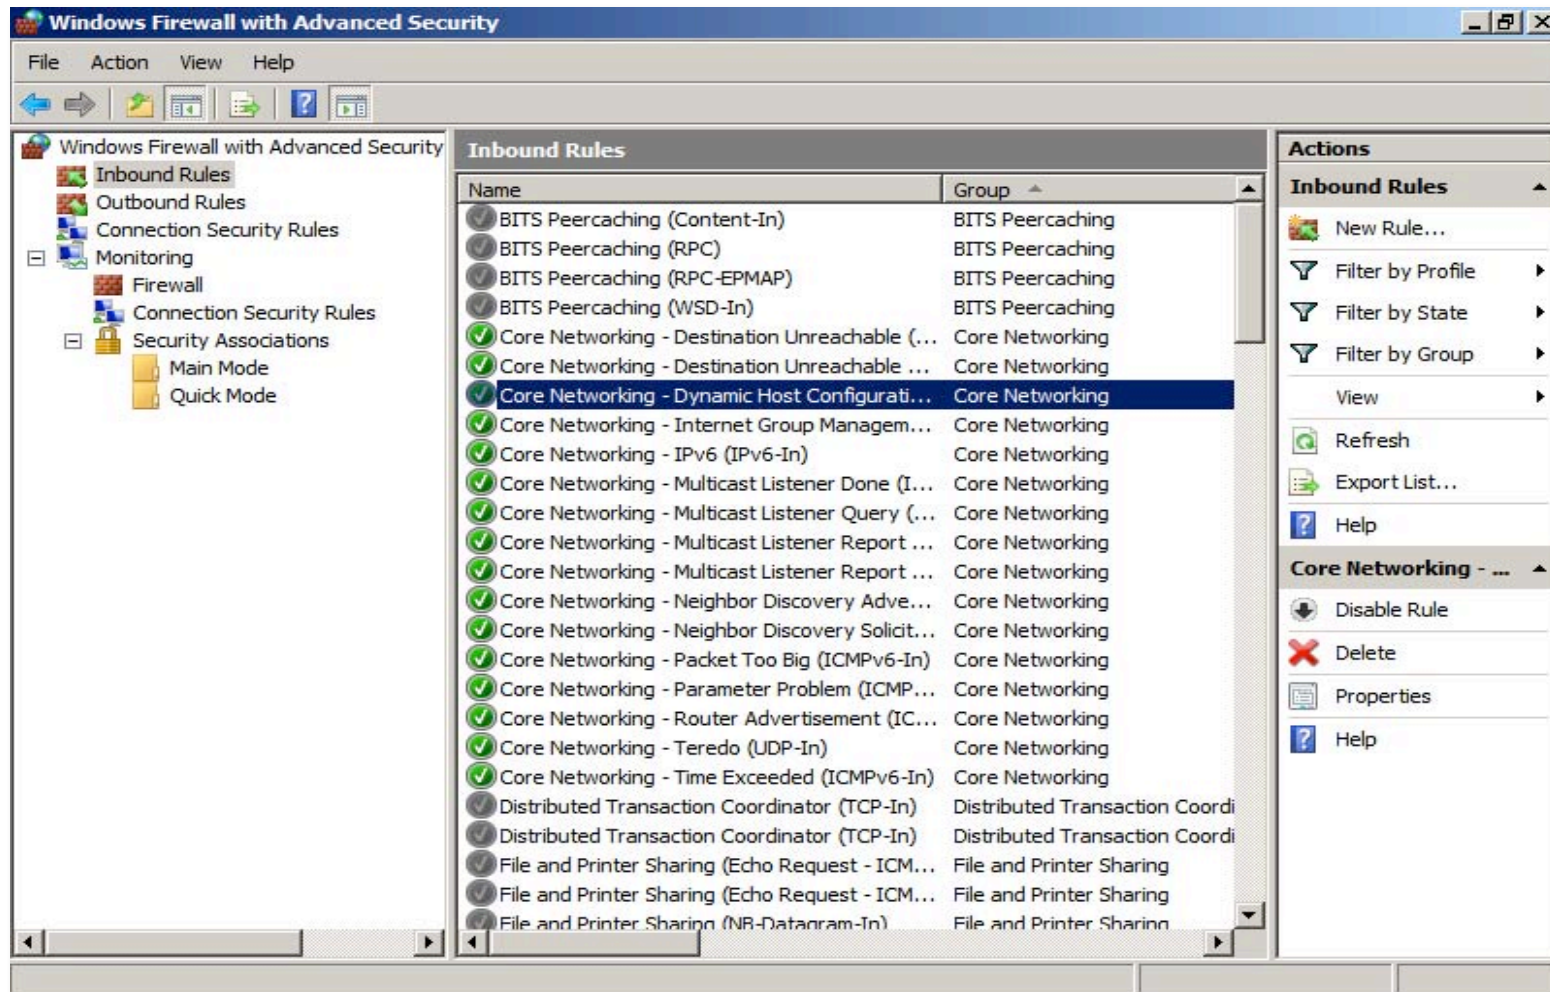 Windows Firewall with Advanced Security
File Action View Help
Windows Firewall with Advanced Security
Inbound Rules
Outbound Rules
Connection Security Rules
Monitoring
Firewall
Connection Security Rules
Security Associations
Main Mode
Quick Mode
Inbound Rules
Name Group
BITS Peercaching (Content-In) BITS Peercaching
BITS Peercaching (RPC) BITS Peercaching
BITS Peercaching (RPC-EPMAP) BITS Peercaching
BITS Peercaching (WSD-In) BITS Peercaching
Core Networking - Destination Unreachable (... Core Networking
Core Networking - Destination Unreachable ... Core Networking
Core Networking - Dynamic Host Configurati... Core Networking
Core Networking - Internet Group Managem... Core Networking
Core Networking - IPv6 (IPv6-In) Core Networking
Core Networking - Multicast Listener Done (I... Core Networking
Core Networking - Multicast Listener Query (... Core Networking
Core Networking - Multicast Listener Report ... Core Networking
Core Networking - Multicast Listener Report ... Core Networking
Core Networking - Neighbor Discovery Adve... Core Networking
Core Networking - Neighbor Discovery Solicit... Core Networking
Core Networking - Packet Too Big (ICMPv6-In) Core Networking
Core Networking - Parameter Problem (ICMP... Core Networking
Core Networking - Router Advertisement (IC... Core Networking
Core Networking - Teredo (UDP-In) Core Networking
Core Networking - Time Exceeded (ICMPv6-In) Core Networking
Distributed Transaction Coordinator (TCP-In) Distributed Transaction Coordi
Distributed Transaction Coordinator (TCP-In) Distributed Transaction Coordi
File and Printer Sharing (Echo Request - ICM... File and Printer Sharing
File and Printer Sharing (Echo Request - ICM... File and Printer Sharing
File and Printer Sharing (NB-Datagram-In) File and Printer Sharing
Actions
Inbound Rules
New Rule...
Filter by Profile
Filter by State
Filter by Group
View
Refresh
Export List...
Help
Core Networking - ...
Disable Rule
Delete
Properties
Help